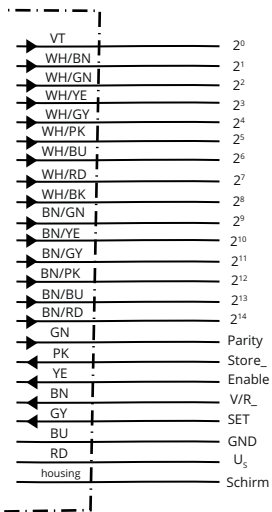 VT 2⁰
WH/BN 2¹
WH/GN 2²
WH/YE 2³
WH/GY 2⁴
WH/PK 2⁵
WH/BU 2⁶
WH/RD 2⁷
WH/BK 2⁸
BN/GN 2⁹
BN/YE 2¹⁰
BN/GY 2¹¹
BN/PK 2¹²
BN/BU 2¹³
BN/RD 2¹⁴
GN Parity
PK Store_
YE Enable
BN V/R_
GY SET
BU GND
RD Uₛ
housing Schirm